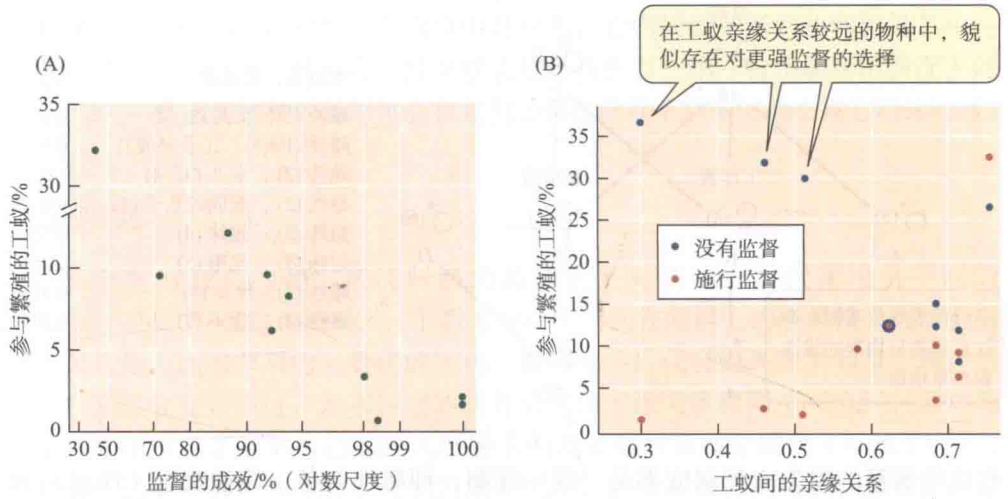 在工蚁亲缘关系较远的物种中，貌
似存在对更强监督的选择
(A)
35
30
10
5
0
参与繁殖的工蚁/%
30 50 70 80 90 95 98 99 100
监督的成效/%（对数尺度）
(B)
35
30
25
20
15
10
5
0
参与繁殖的工蚁/%
没有监督
施行监督
0.3 0.4 0.5 0.6 0.7
工蚁间的亲缘关系